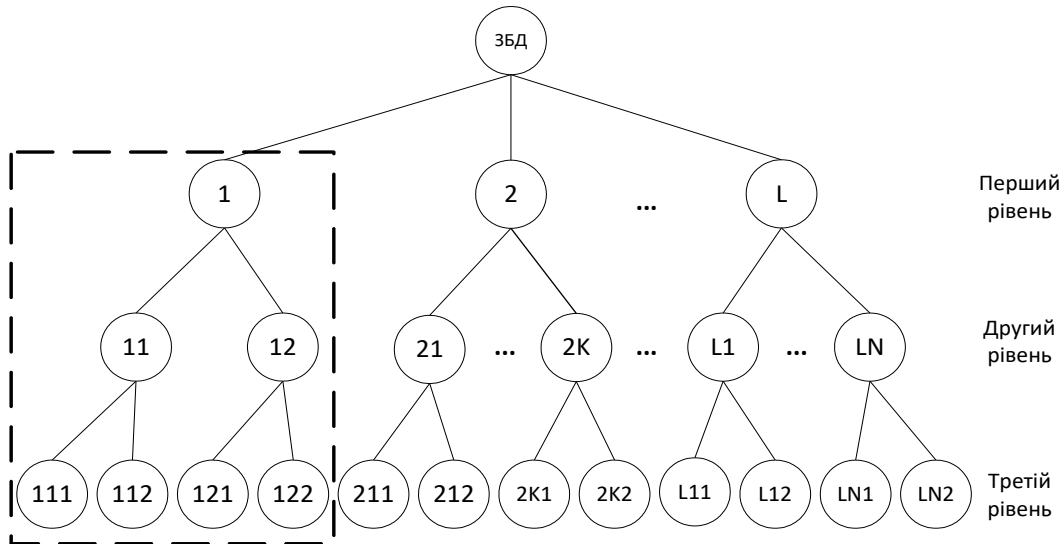 ЗБД
1
2
...
L
Перший
рівень
11
12
21
...
2K
...
L1
...
LN
Другий
рівень
111
112
121
122
211
212
2K1
2K2
L11
L12
LN1
LN2
Третій
рівень